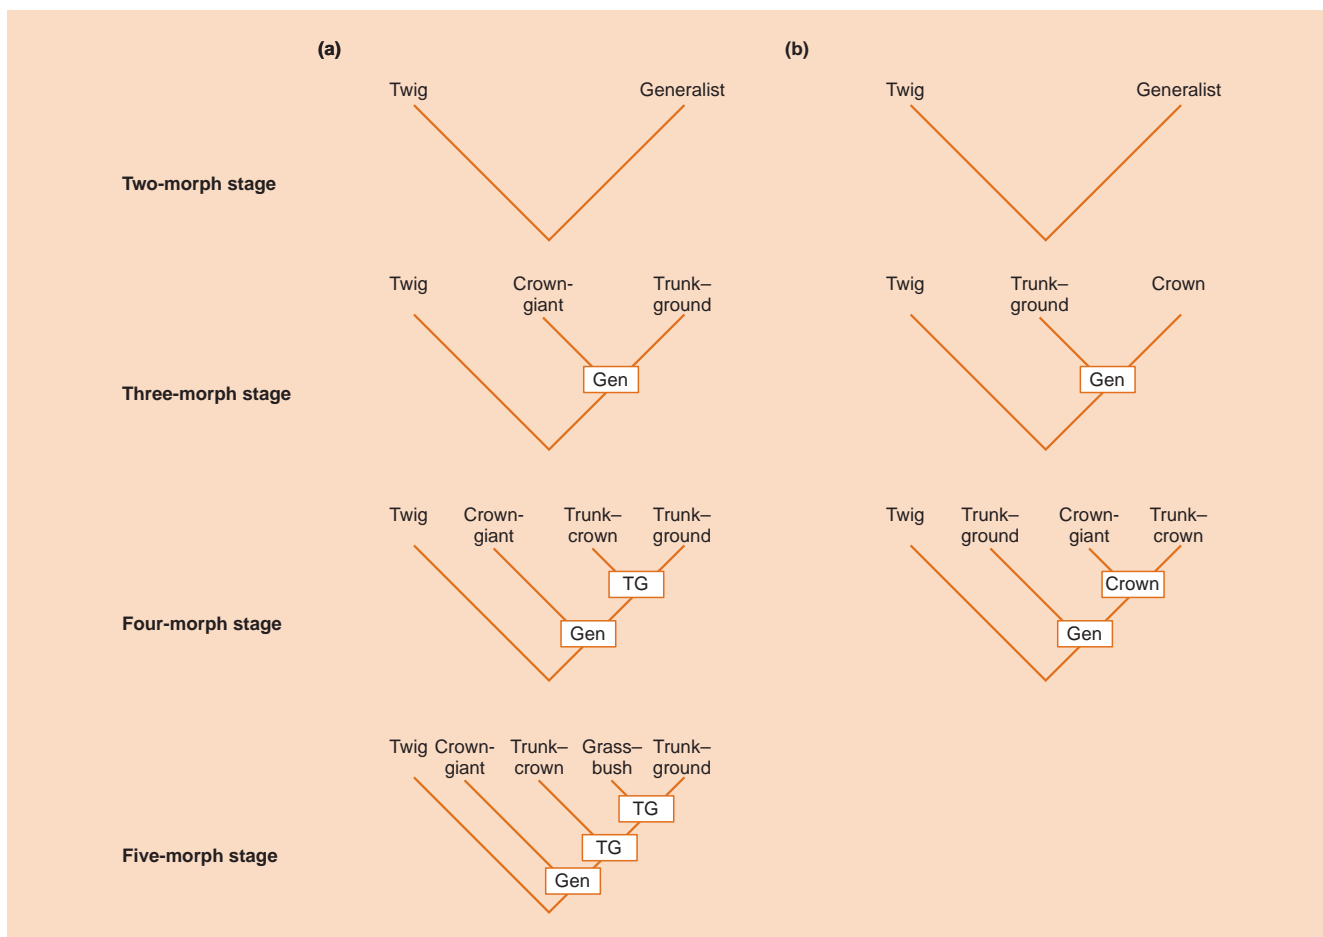 (a)
(b)
Twig
Generalist
Twig
Generalist
Two-morph stage
Twig
Crown-
giant
Trunk–
ground
Twig
Trunk–
ground
Crown
Gen
Gen
Three-morph stage
Twig
Crown-
giant
Trunk–
crown
Trunk–
ground
Twig
Trunk–
ground
Crown-
giant
Trunk–
crown
TG
Crown
Gen
Gen
Four-morph stage
Twig
Crown-
giant
Trunk–
crown
Grass–
bush
Trunk–
ground
TG
TG
Gen
Five-morph stage